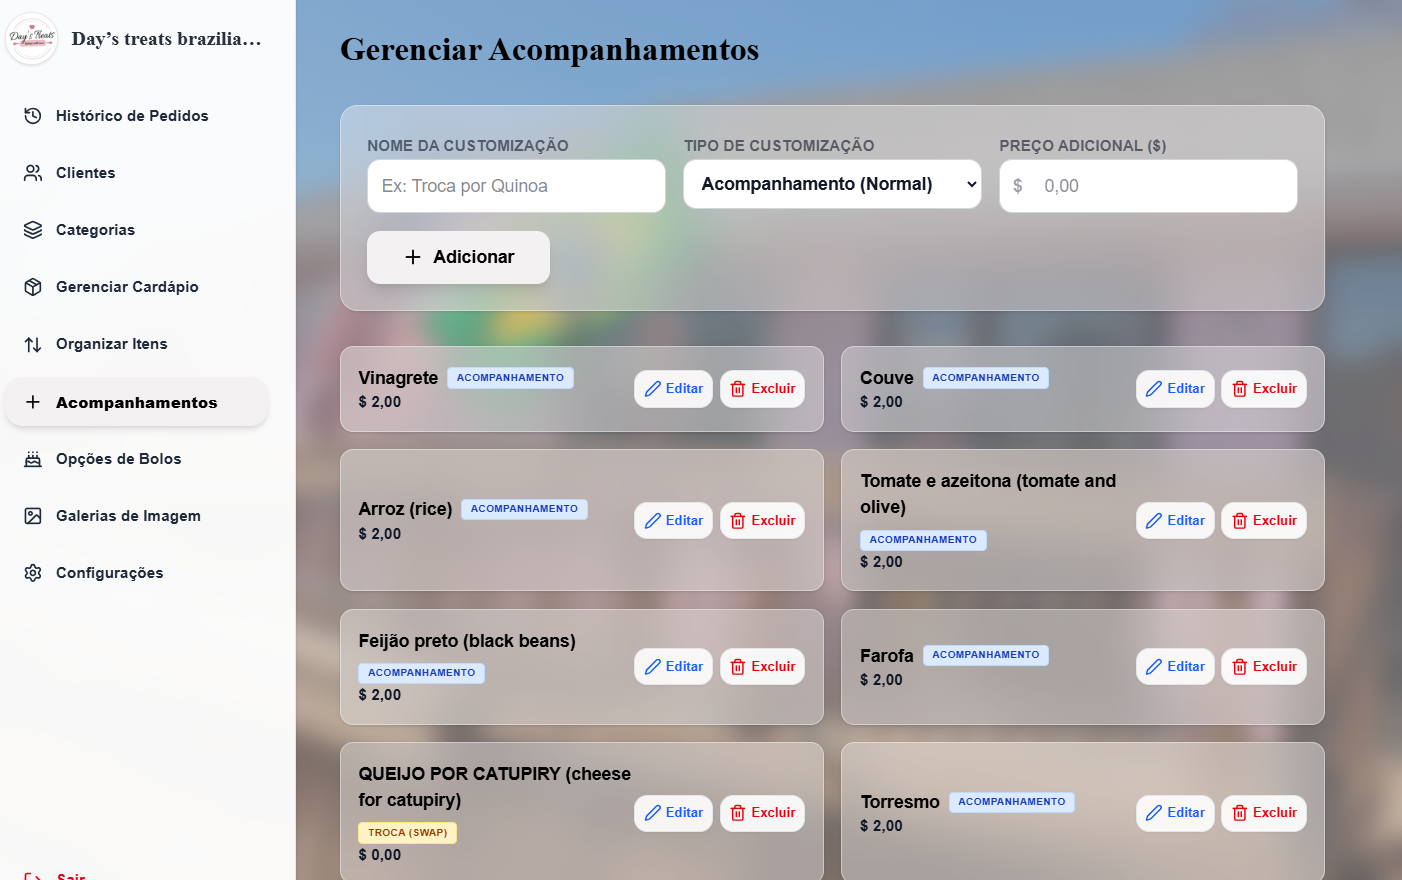 Day's Treats
Day’s treats brazilia...
Histórico de Pedidos
Clientes
Categorias
Gerenciar Cardápio
Organizar Itens
Acompanhamentos
Opções de Bolos
Galerias de Imagem
Configurações
Sair
Gerenciar Acompanhamentos
NOME DA CUSTOMIZAÇÃO
Ex: Troca por Quinoa
TIPO DE CUSTOMIZAÇÃO
Acompanhamento (Normal)
PREÇO ADICIONAL ($)
$ 0,00
Adicionar
Vinagrete ACOMPANHAMENTO
$ 2,00
Editar Excluir
Couve ACOMPANHAMENTO
$ 2,00
Editar Excluir
Arroz (rice) ACOMPANHAMENTO
$ 2,00
Editar Excluir
Tomate e azeitona (tomate and
olive)
ACOMPANHAMENTO
$ 2,00
Editar Excluir
Feijão preto (black beans)
ACOMPANHAMENTO
$ 2,00
Editar Excluir
Farofa ACOMPANHAMENTO
$ 2,00
Editar Excluir
QUEIJO POR CATUPIRY (cheese
for catupiry)
TROCA (SWAP)
$ 0,00
Editar Excluir
Torresmo ACOMPANHAMENTO
$ 2,00
Editar Excluir